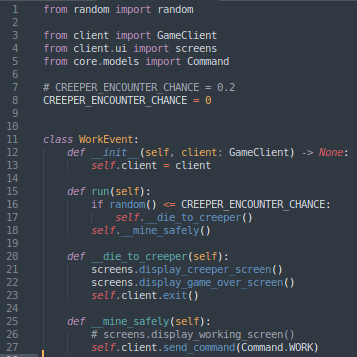 1 from random import random
2
3 from client import GameClient
4 from client.ui import screens
5 from core.models import Command
6
7 # CREEPER_ENCOUNTER_CHANCE = 0.2
8 CREEPER_ENCOUNTER_CHANCE = 0
9
10
11 class WorkEvent:
12 def __init__(self, client: GameClient) -> None:
13 self.client = client
14
15 def run(self):
16 if random() <= CREEPER_ENCOUNTER_CHANCE:
17 self.__die_to_creeper()
18 self.__mine_safely()
19
20 def __die_to_creeper(self):
21 screens.display_creeper_screen()
22 screens.display_game_over_screen()
23 self.client.exit()
24
25 def __mine_safely(self):
26 # screens.display_working_screen()
27 self.client.send_command(Command.WORK)